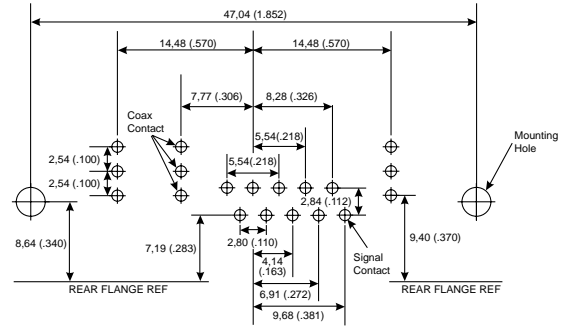 47,04 (1.852)
14,48 (.570)
14,48 (.570)
7,77 (.306)
8,28 (.326)
Coax
Contact
5,54(.218)
Mounting
Hole
2,54 (.100)
5,54(.218)
2,54 (.100)
2,84 (.112)
8,64 (.340)
7,19 (.283)
2,80 (.110)
9,40 (.370)
4,14
(.163)
Signal
Contact
6,91 (.272)
REAR FLANGE REF
REAR FLANGE REF
9,68 (.381)